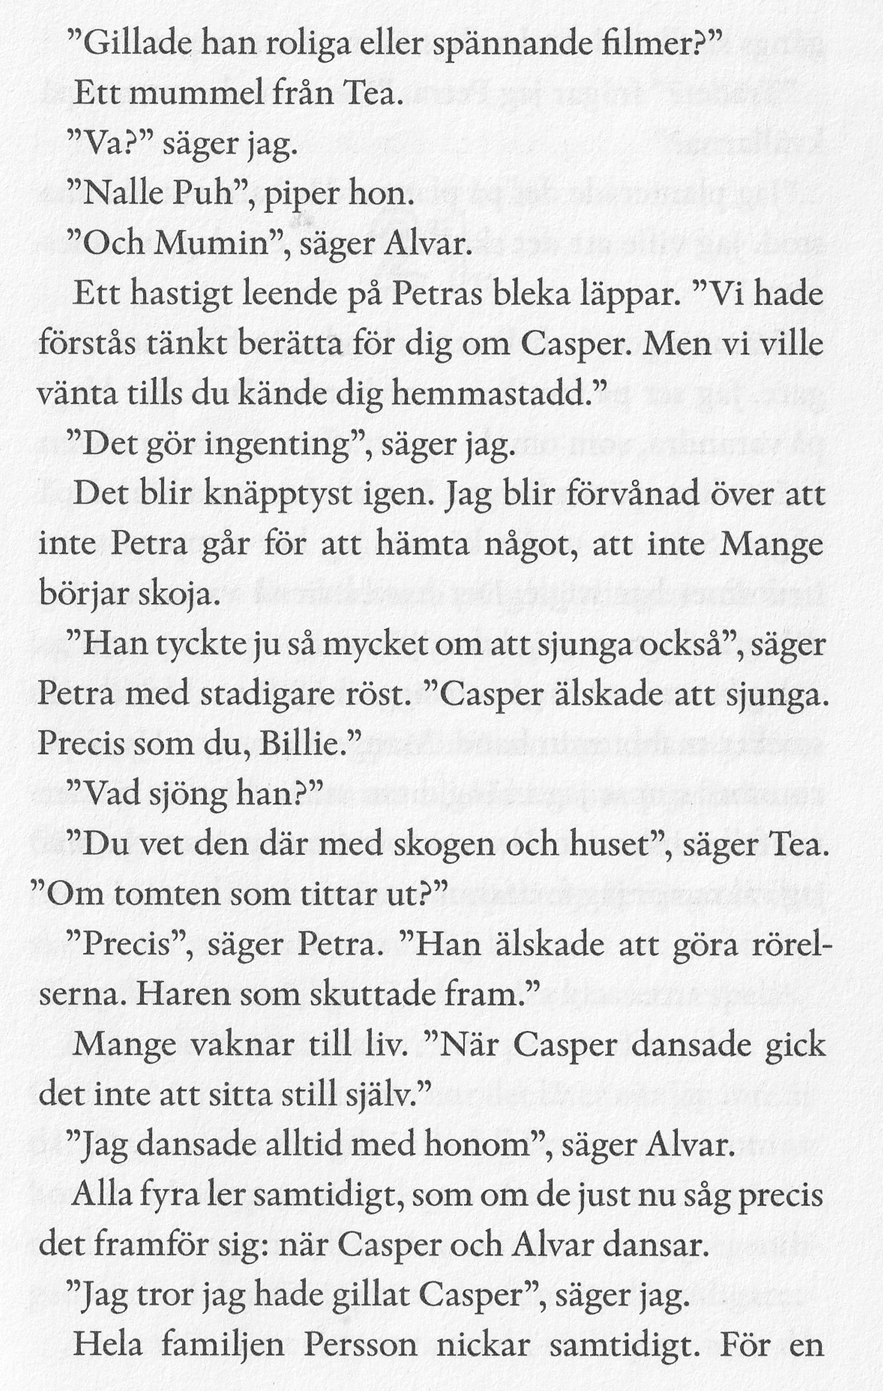 ”Gillade han roliga eller spännande filmer?”
Ett mummel från Tea.
”Va?” säger jag.
”Nalle Puh”, piper hon.
”Och Mumin”, säger Alvar.
Ett hastigt leende på Petras bleka läppar. ”Vi hade
förstås tänkt berätta för dig om Casper. Men vi ville
vänta tills du kände dig hemmastadd.”
”Det gör ingenting”, säger jag.
Det blir knäpptyst igen. Jag blir förvånad över att
inte Petra går för att hämta något, att inte Mange
börjar skoja.
”Han tyckte ju så mycket om att sjunga också”, säger
Petra med stadigare röst. ”Casper älskade att sjunga.
Precis som du, Billie.”
”Vad sjöng han?”
”Du vet den där med skogen och huset”, säger Tea.
”Om tomten som tittar ut?”
”Precis”, säger Petra. ”Han älskade att göra rörel-
serna. Haren som skuttade fram.”
Mange vaknar till liv. ”När Casper dansade gick
det inte att sitta still själv.”
”Jag dansade alltid med honom”, säger Alvar.
Alla fyra ler samtidigt, som om de just nu såg precis
det framför sig: när Casper och Alvar dansar.
”Jag tror jag hade gillat Casper”, säger jag.
Hela familjen Persson nickar samtidigt. För en